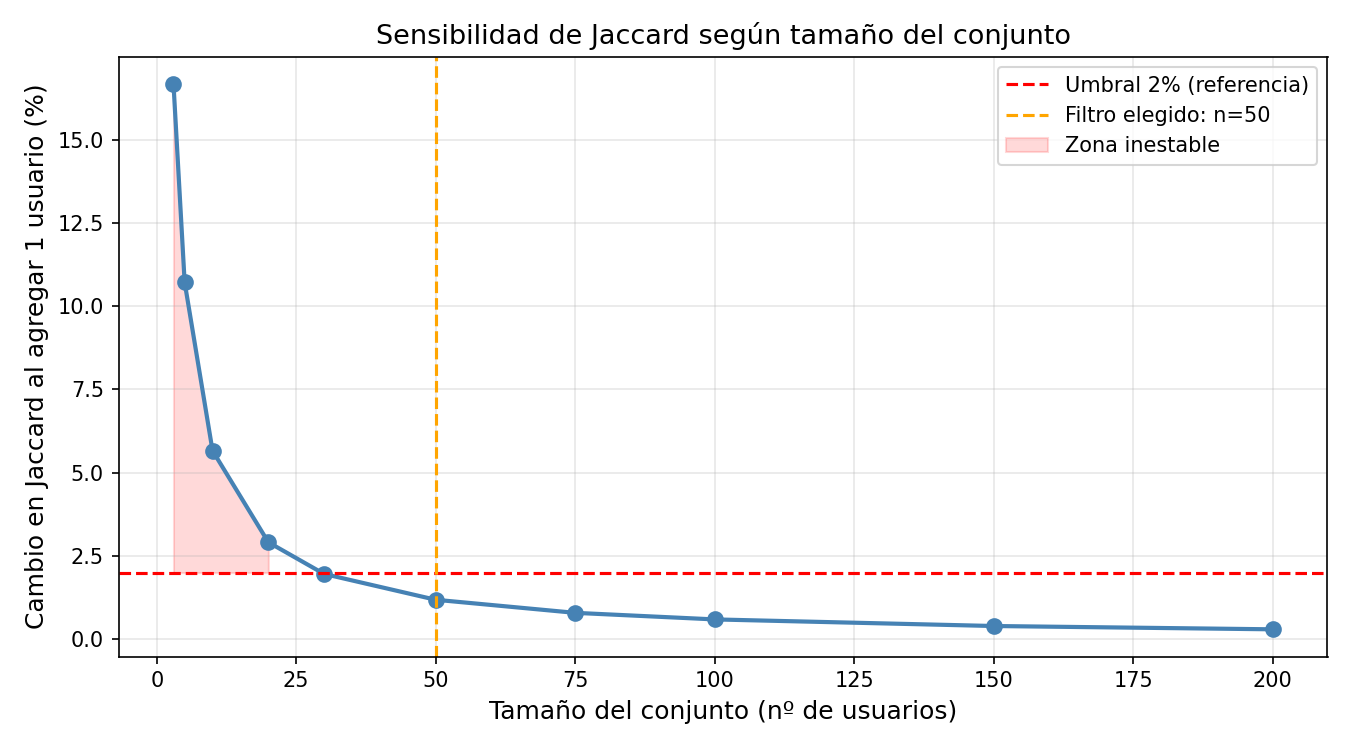 Sensibilidad de Jaccard según tamaño del conjunto
Cambio en Jaccard al agregar 1 usuario (%)
15.0
12.5
10.0
7.5
5.0
2.5
0.0
Umbral 2% (referencia)
Filtro elegido: n=50
Zona inestable
0 25 50 75 100 125 150 175 200
Tamaño del conjunto (nº de usuarios)